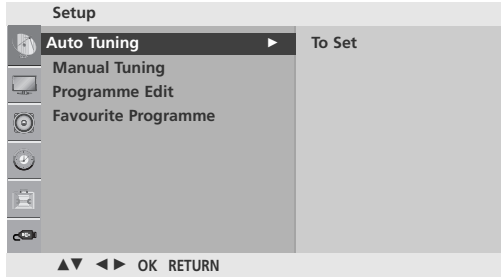 Setup
Auto Tuning ► To Set
Manual Tuning
Programme Edit
Favourite Programme
▲▼ ◄ ► OK RETURN